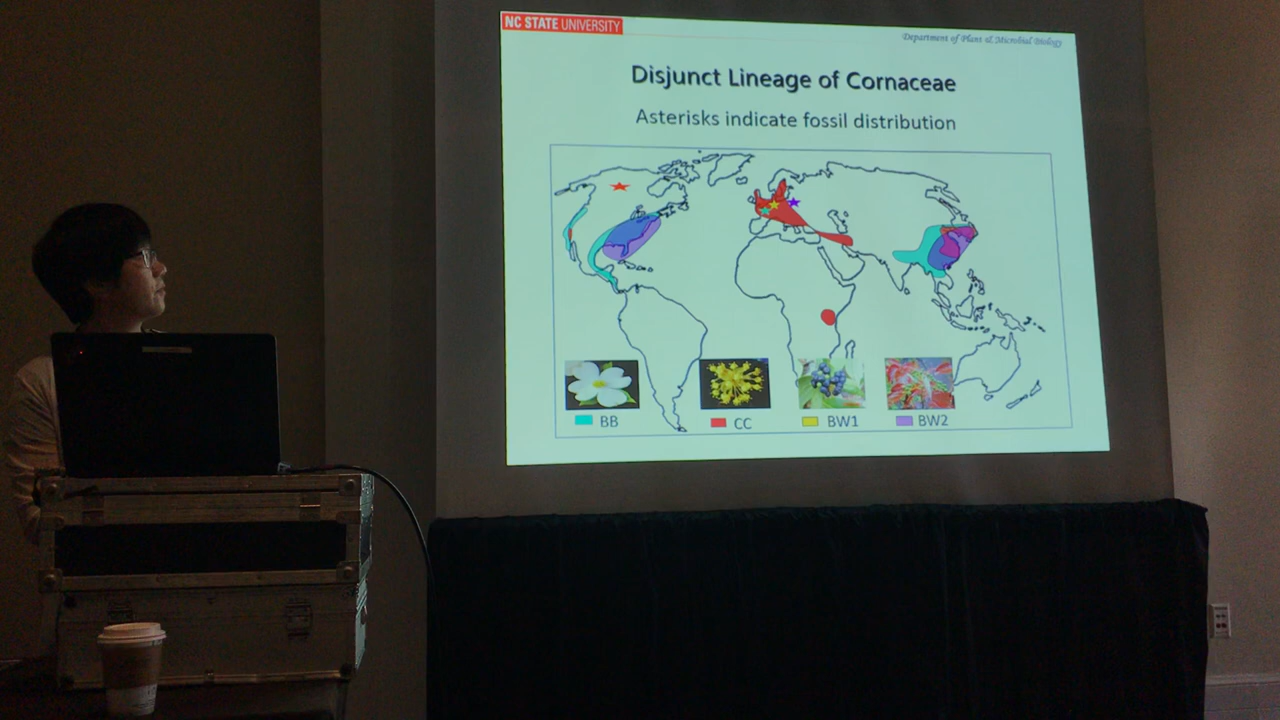 NC STATE UNIVERSITY
Department of Plant & Microbial Biology
Disjunct Lineage of Cornaceae
Asterisks indicate fossil distribution
BB
CC
BW1
BW2